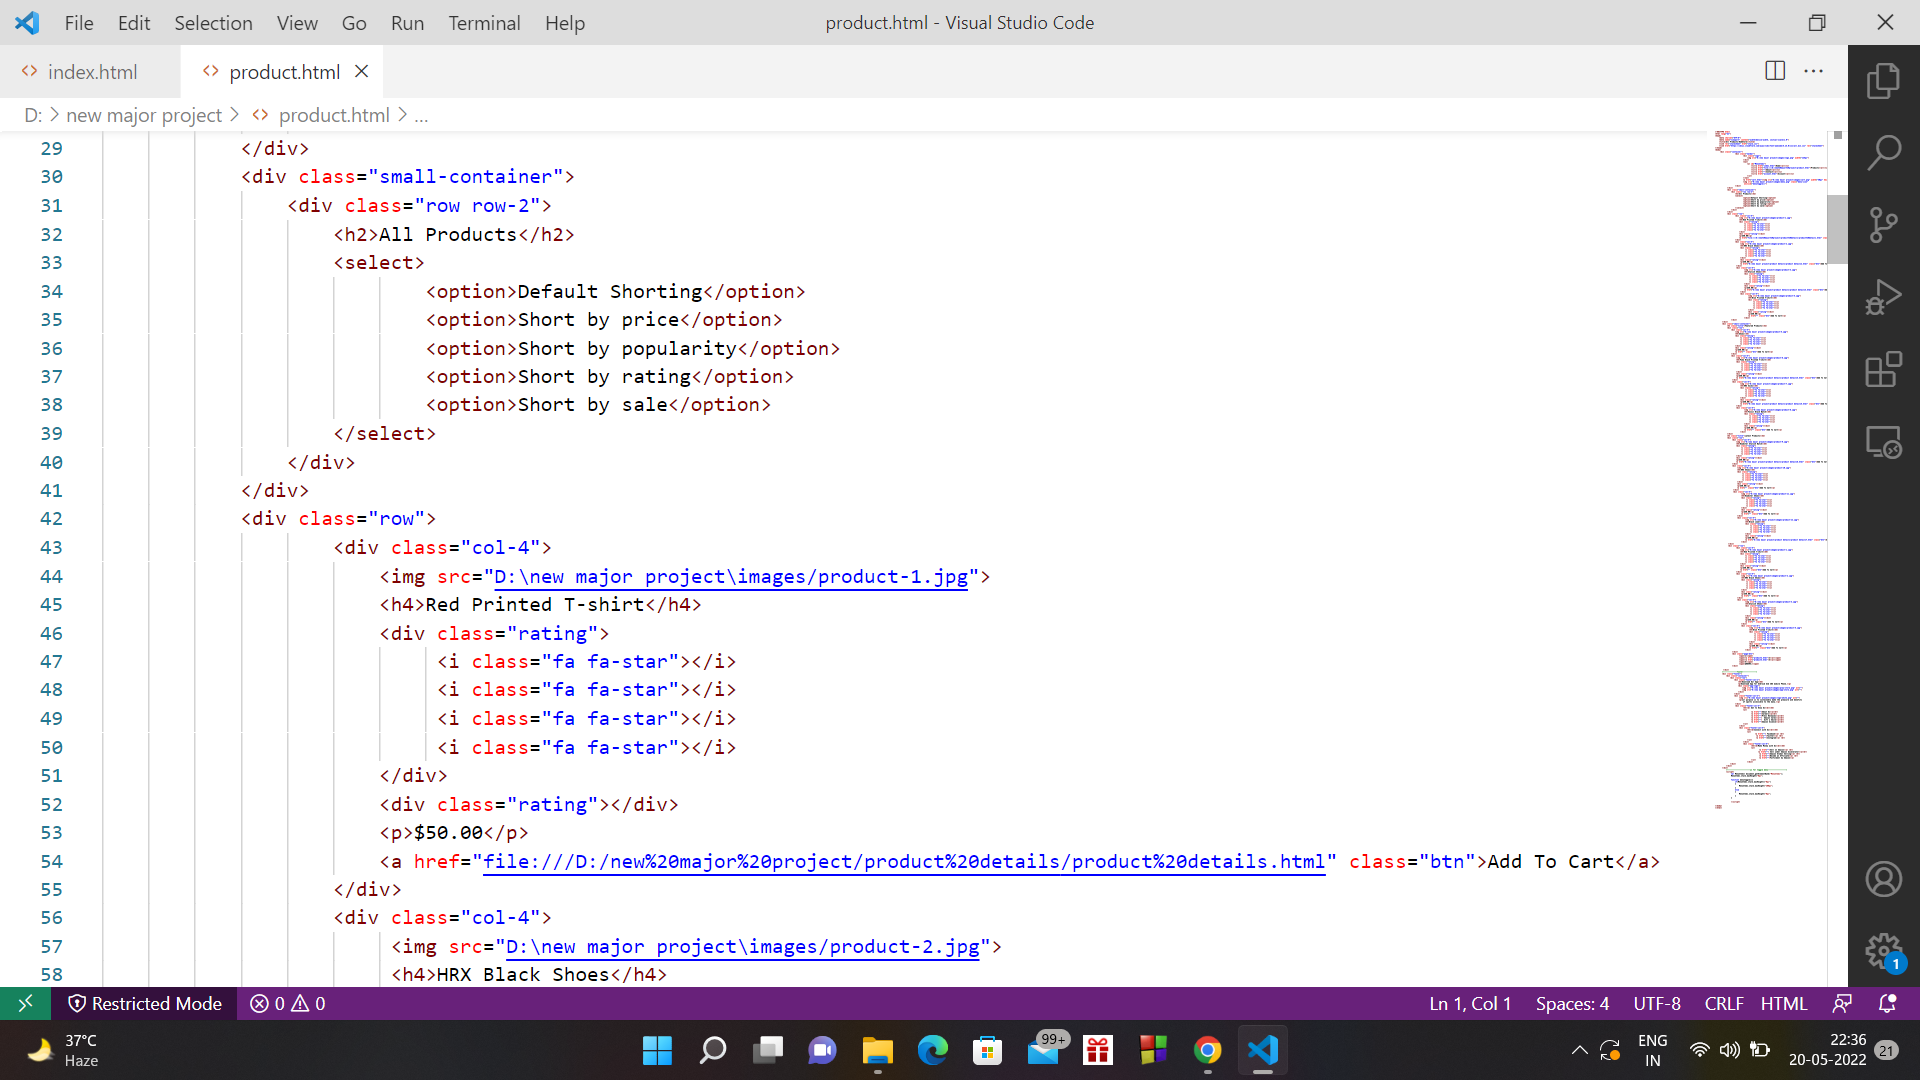 File Edit Selection View Go Run Terminal Help
product.html - Visual Studio Code
index.html
product.html
D: > new major project > product.html > ...
29 </div>
30 <div class="small-container">
31 <div class="row row-2">
32 <h2>All Products</h2>
33 <select>
34 <option>Default Shorting</option>
35 <option>Short by price</option>
36 <option>Short by popularity</option>
37 <option>Short by rating</option>
38 <option>Short by sale</option>
39 </select>
40 </div>
41 </div>
42 <div class="row">
43 <div class="col-4">
44 <img src="D:\new major project\images/product-1.jpg">
45 <h4>Red Printed T-shirt</h4>
46 <div class="rating">
47 <i class="fa fa-star"></i>
48 <i class="fa fa-star"></i>
49 <i class="fa fa-star"></i>
50 <i class="fa fa-star"></i>
51 </div>
52 <div class="rating"></div>
53 <p>$50.00</p>
54 <a href="file:///D:/new%20major%20project/product%20details/product%20details.html" class="btn">Add To Cart</a>
55 </div>
56 <div class="col-4">
57 <img src="D:\new major project\images/product-2.jpg">
58 <h4>HRX Black Shoes</h4>
1
Restricted Mode 0 0 Ln 1, Col 1 Spaces: 4 UTF-8 CRLF HTML
37°C
Haze
99+
ENG
IN
22:36
20-05-2022
21